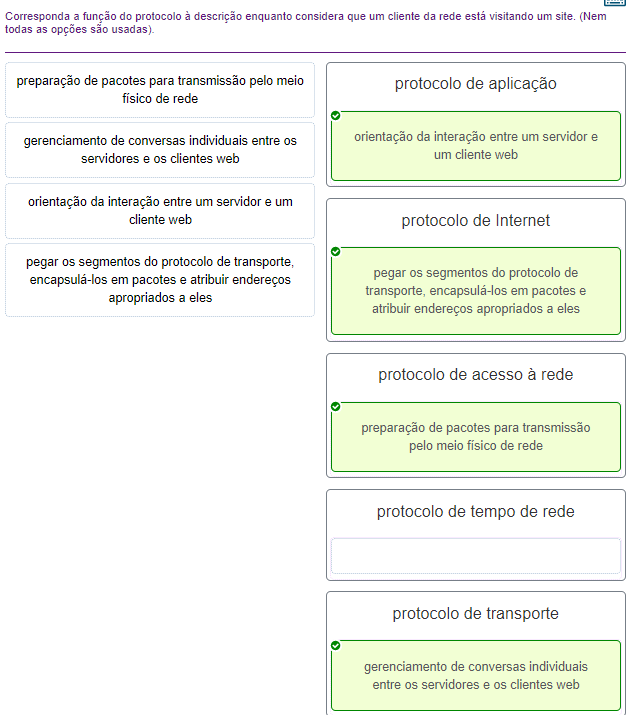 Corresponda a função do protocolo à descrição enquanto considera que um cliente da rede está visitando um site. (Nem
todas as opções são usadas).
preparação de pacotes para transmissão pelo meio
físico de rede
gerenciamento de conversas individuais entre os
servidores e os clientes web
orientação da interação entre um servidor e um
cliente web
pegar os segmentos do protocolo de transporte,
encapsulá-los em pacotes e atribuir endereços
apropriados a eles
protocolo de aplicação
orientação da interação entre um servidor e
um cliente web
protocolo de Internet
pegar os segmentos do protocolo de
transporte, encapsulá-los em pacotes e
atribuir endereços apropriados a eles
protocolo de acesso à rede
preparação de pacotes para transmissão
pelo meio físico de rede
protocolo de tempo de rede
protocolo de transporte
gerenciamento de conversas individuais
entre os servidores e os clientes web